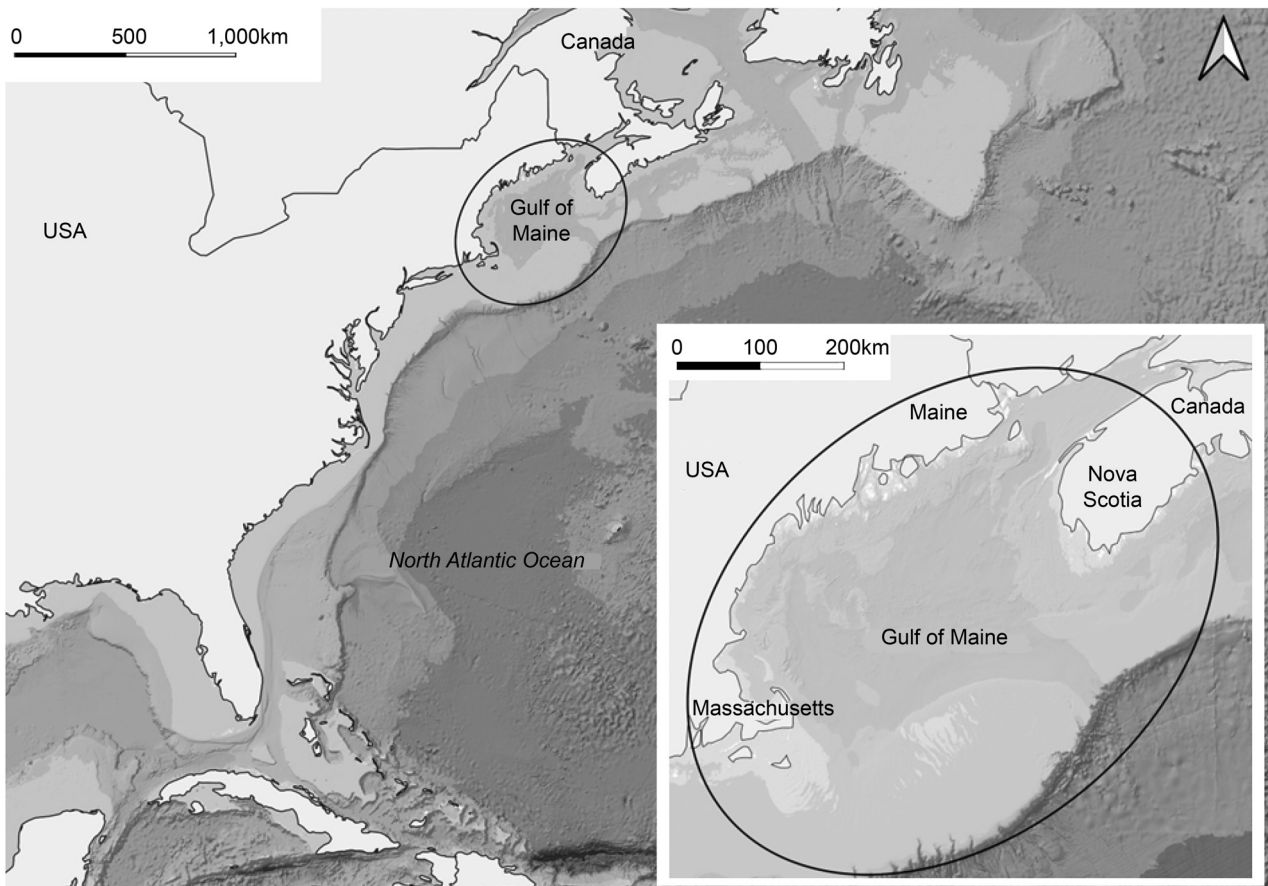 0 500 1,000km
Canada
USA
Gulf of
Maine
North Atlantic Ocean
0 100 200km
Maine
Canada
USA
Nova
Scotia
Gulf of Maine
Massachusetts